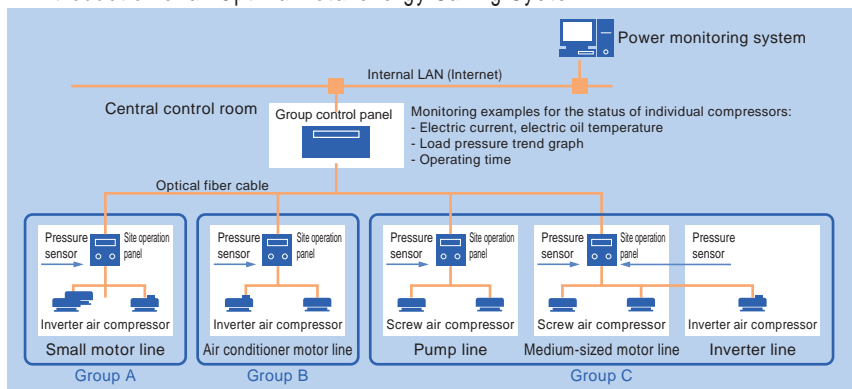 Power monitoring system
Internal LAN (Internet)
Central control room
Group control panel
Monitoring examples for the status of individual compressors:
- Electric current, electric oil temperature
- Load pressure trend graph
- Operating time
Optical fiber cable
Pressure sensor
Site operation panel
Inverter air compressor
Small motor line
Group A
Pressure sensor
Site operation panel
Inverter air compressor
Air conditioner motor line
Group B
Pressure sensor
Site operation panel
Screw air compressor
Pump line
Pressure sensor
Site operation panel
Screw air compressor
Medium-sized motor line
Pressure sensor
Inverter air compressor
Inverter line
Group C